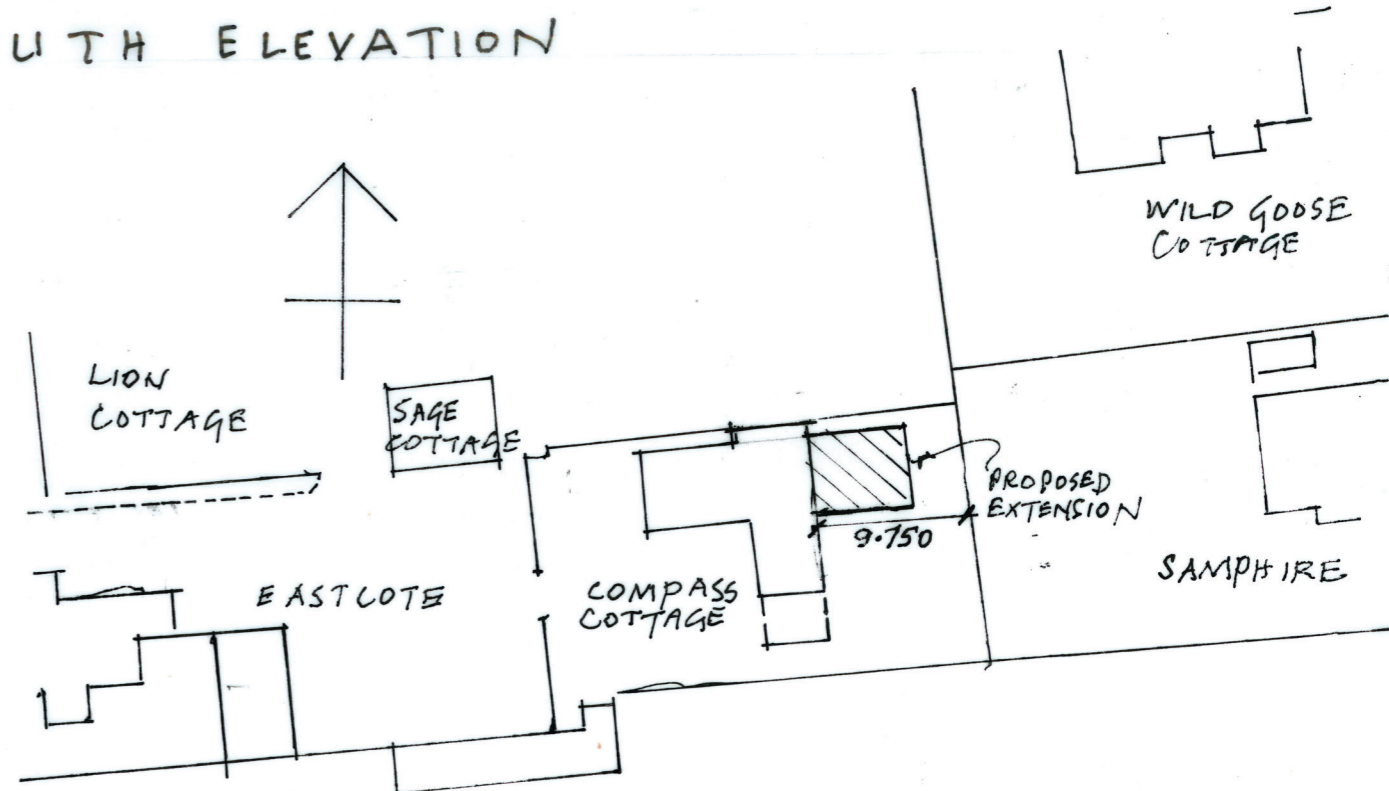 UTH ELEVATION
WILD GOOSE
COTTAGE
LION
COTTAGE
SAGE
COTTAGE
PROPOSED
EXTENSION
9.750
EASTCOTE
COMPASS
COTTAGE
SAMPHIRE